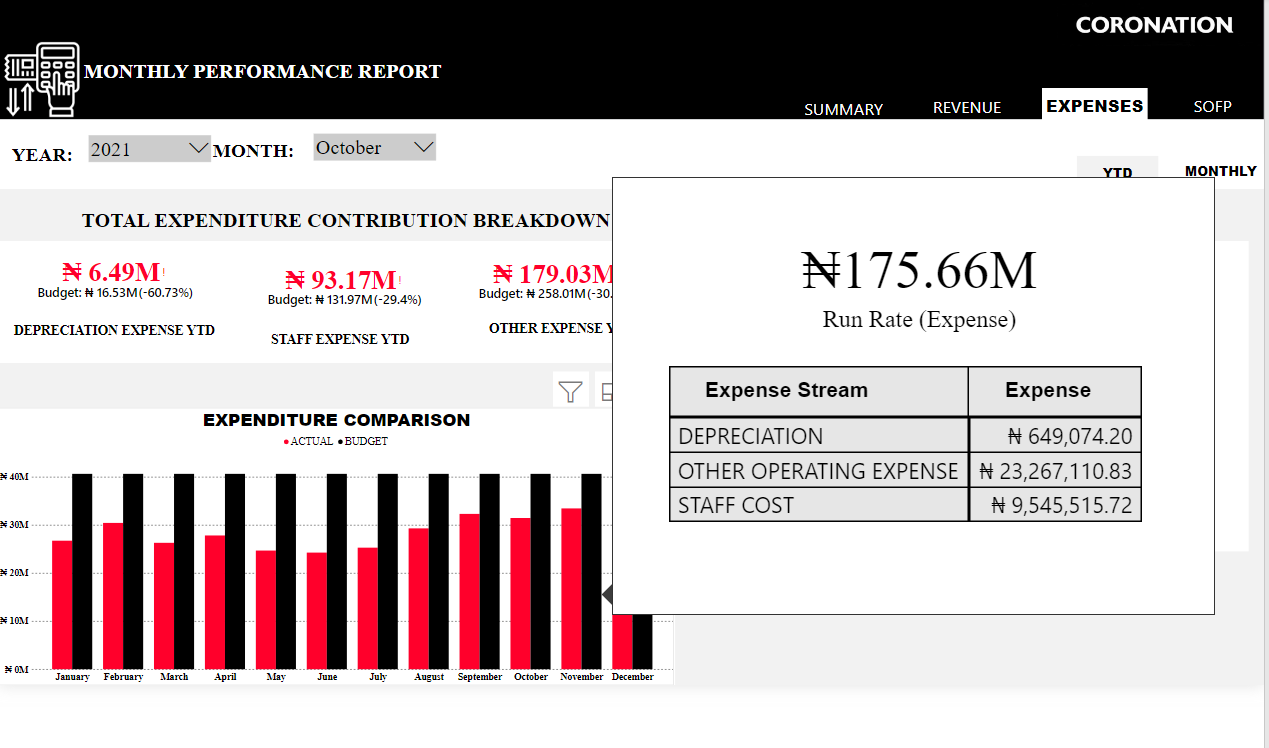 CORONATION
MONTHLY PERFORMANCE REPORT
SUMMARY REVENUE EXPENSES SOFP
YEAR: 2021 MONTH: October
YTD MONTHLY
TOTAL EXPENDITURE CONTRIBUTION BREAKDOWN
₦ 6.49M!
Budget: ₦ 16.53M(-60.73%)
DEPRECIATION EXPENSE YTD
₦ 93.17M!
Budget: ₦ 131.97M(-29.4%)
STAFF EXPENSE YTD
₦ 179.03M
Budget: ₦ 258.01M(-30.
OTHER EXPENSE Y
₦175.66M
Run Rate (Expense)
Expense Stream Expense
DEPRECIATION ₦ 649,074.20
OTHER OPERATING EXPENSE ₦ 23,267,110.83
STAFF COST ₦ 9,545,515.72
EXPENDITURE COMPARISON
ACTUAL BUDGET
₦ 40M
₦ 30M
₦ 20M
₦ 10M
₦ 0M
January February March April May June July August September October November December